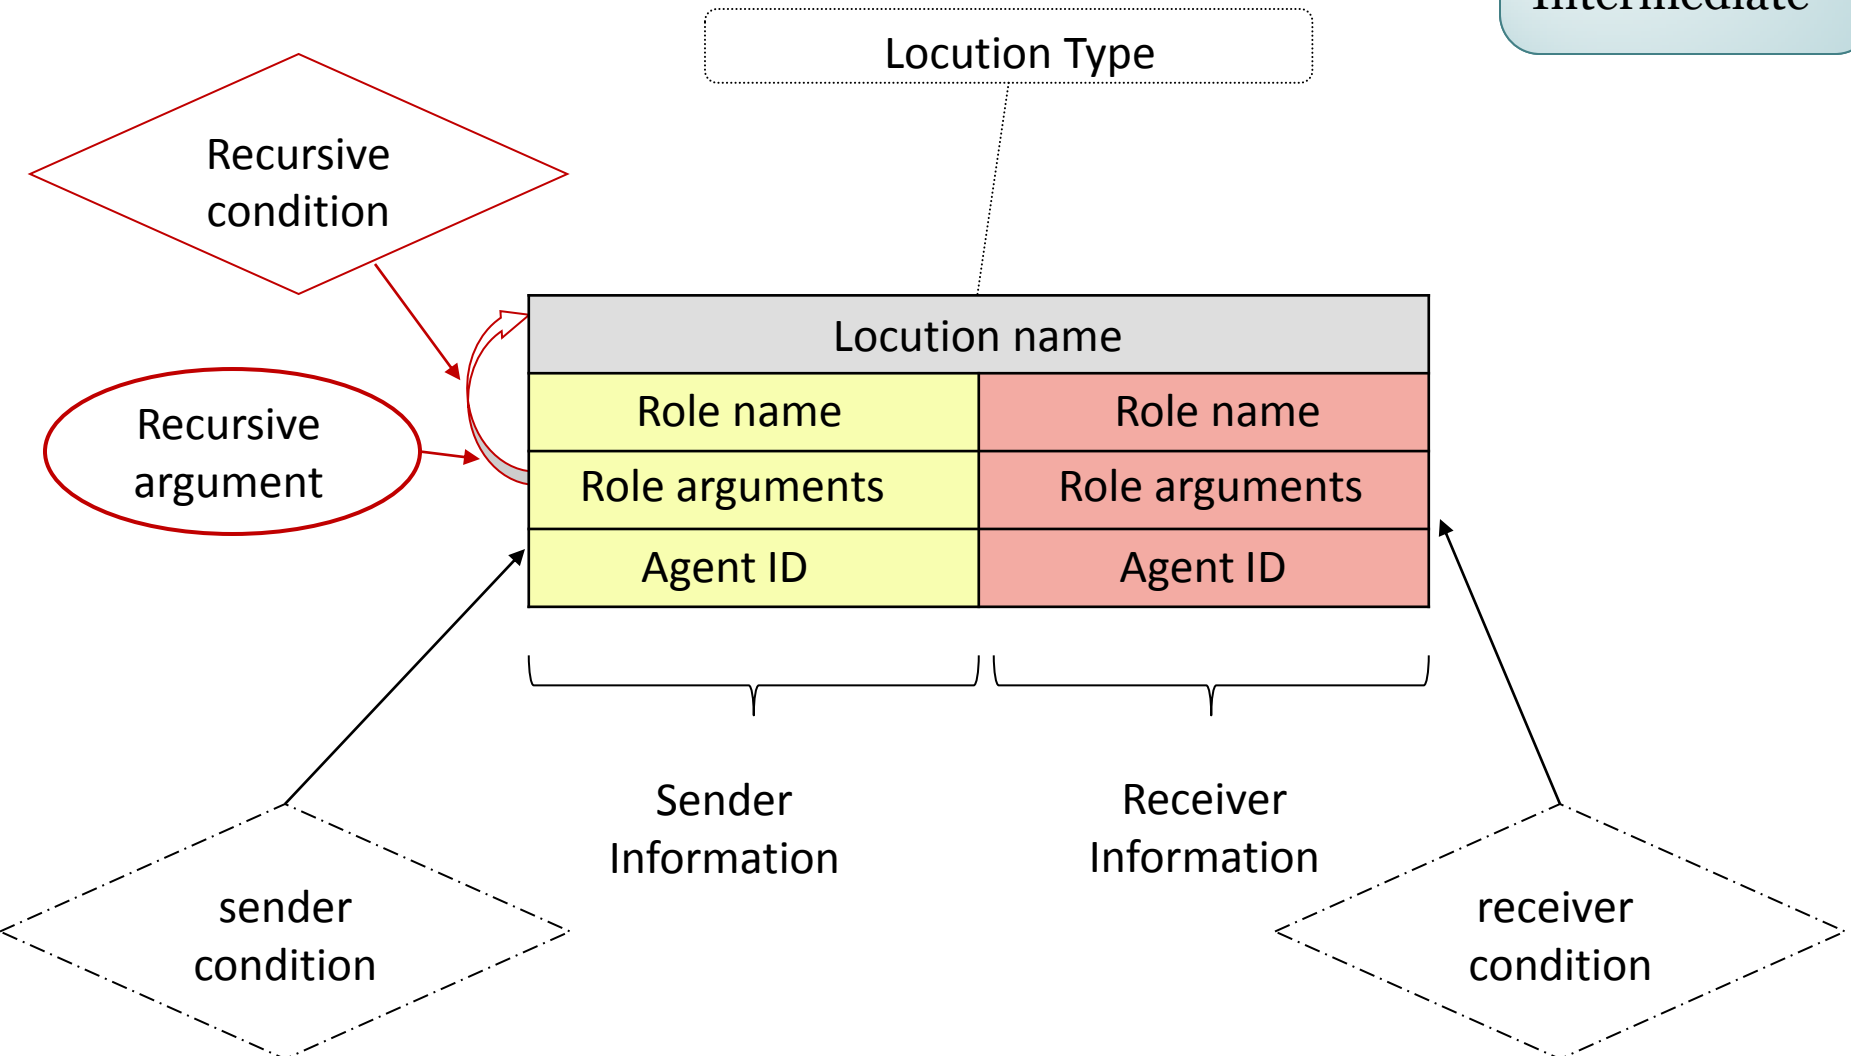 Intermediate
Locution Type
Recursive
condition
Locution name
Role name
Role name
Recursive
argument
Role arguments
Role arguments
Agent ID
Agent ID
Sender
Information
Receiver
Information
sender
condition
receiver
condition